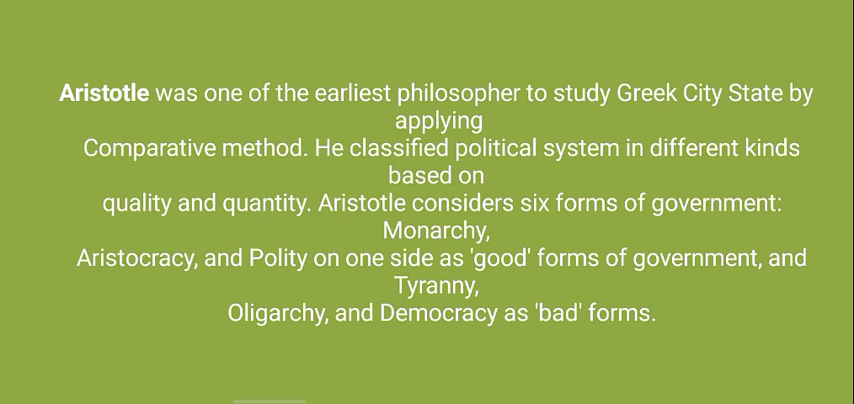 Aristotle was one of the earliest philosopher to study Greek City State by
applying
Comparative method. He classified political system in different kinds
based on
quality and quantity. Aristotle considers six forms of government:
Monarchy,
Aristocracy, and Polity on one side as 'good' forms of government, and
Tyranny,
Oligarchy, and Democracy as 'bad' forms.